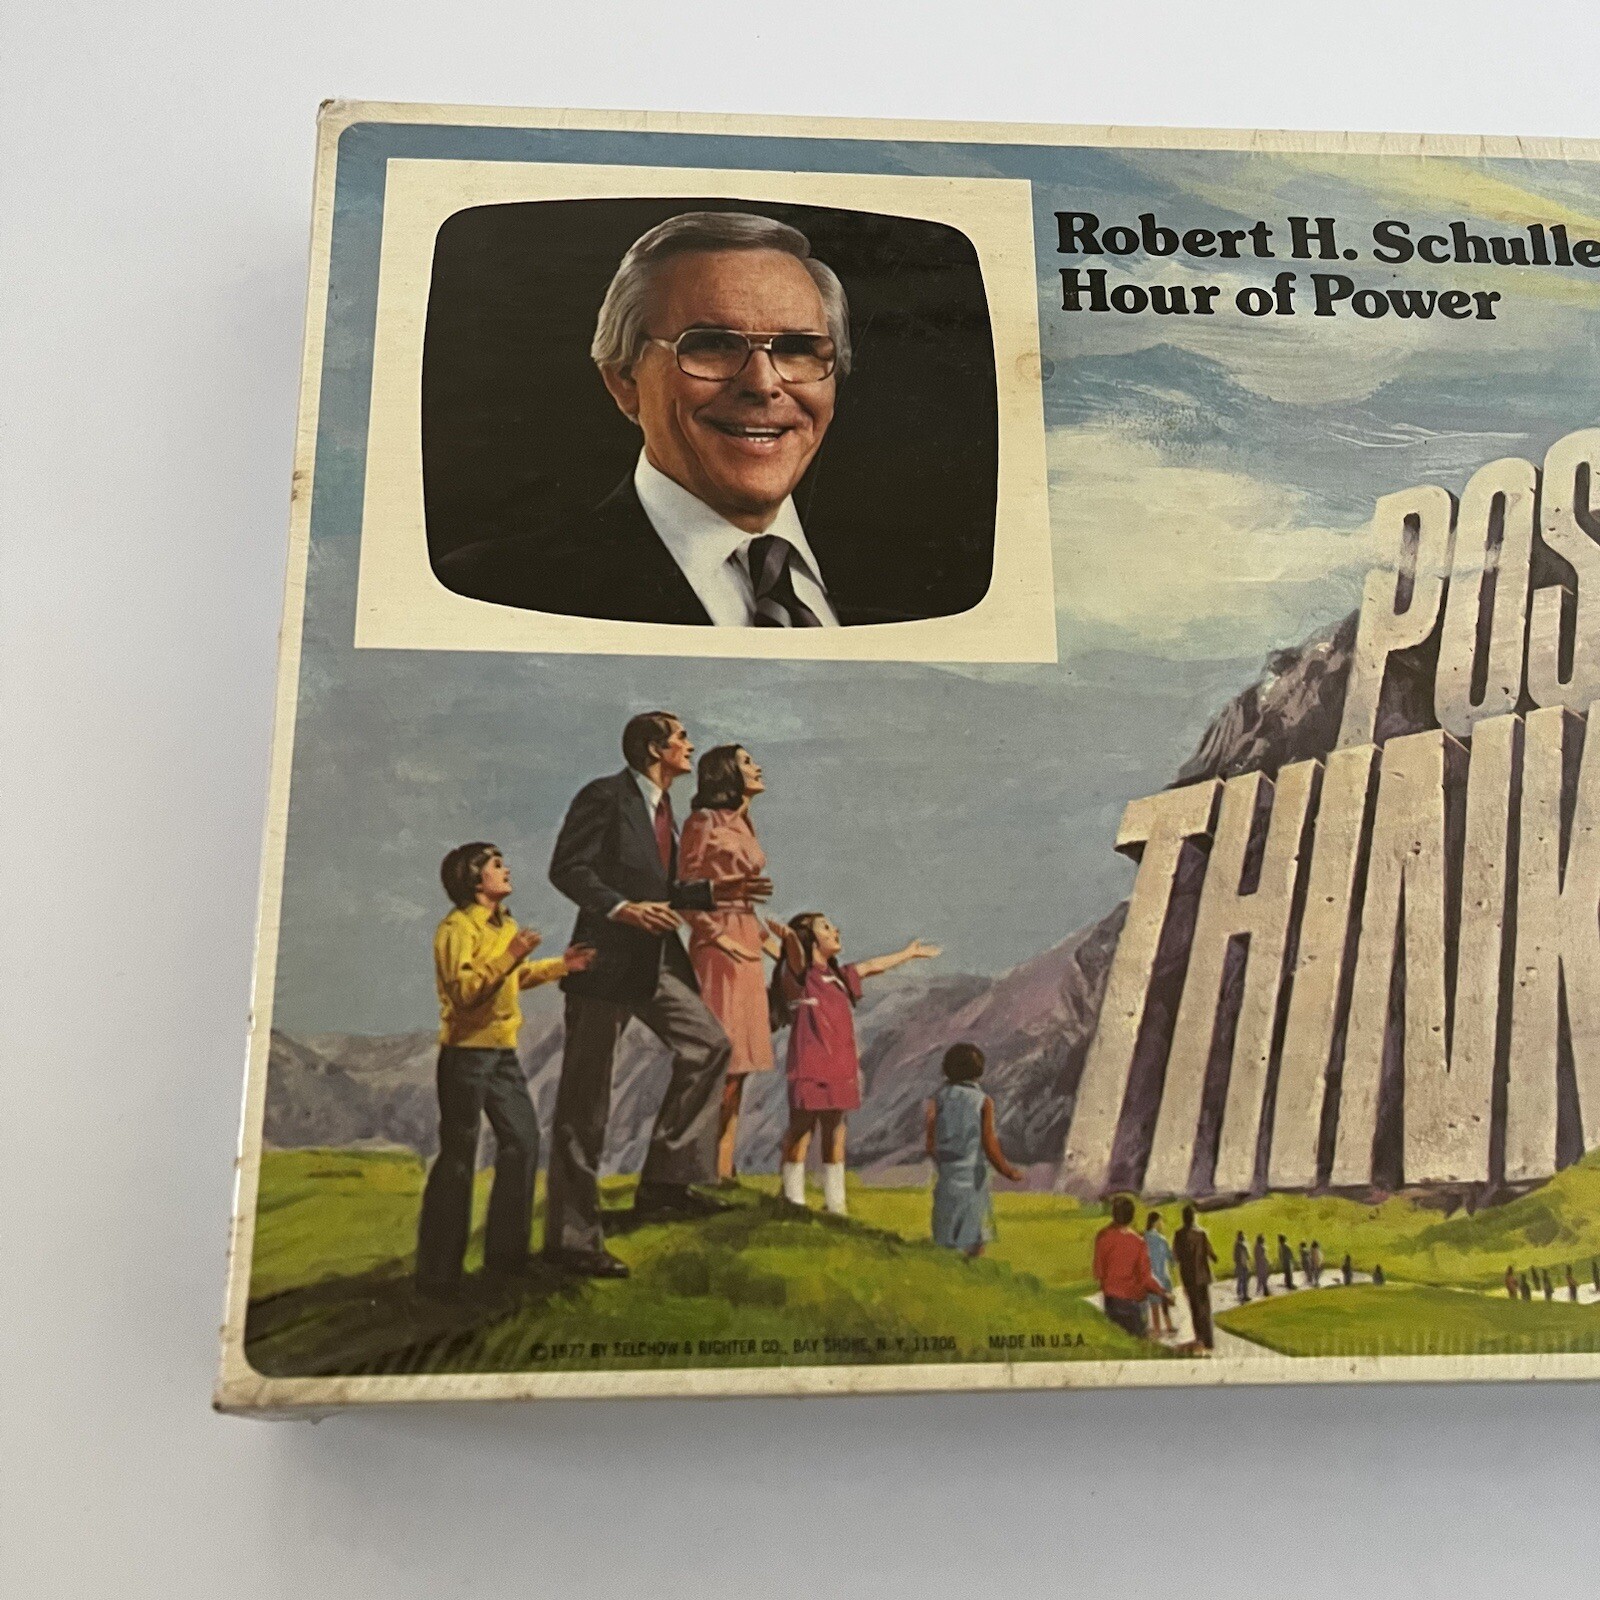 Robert H. Schulle
Hour of Power
POS
THINK
©1977 BY SELCHOW & RIGHTER CO., BAY SHORE, N. Y. 11706 MADE IN U.S.A.